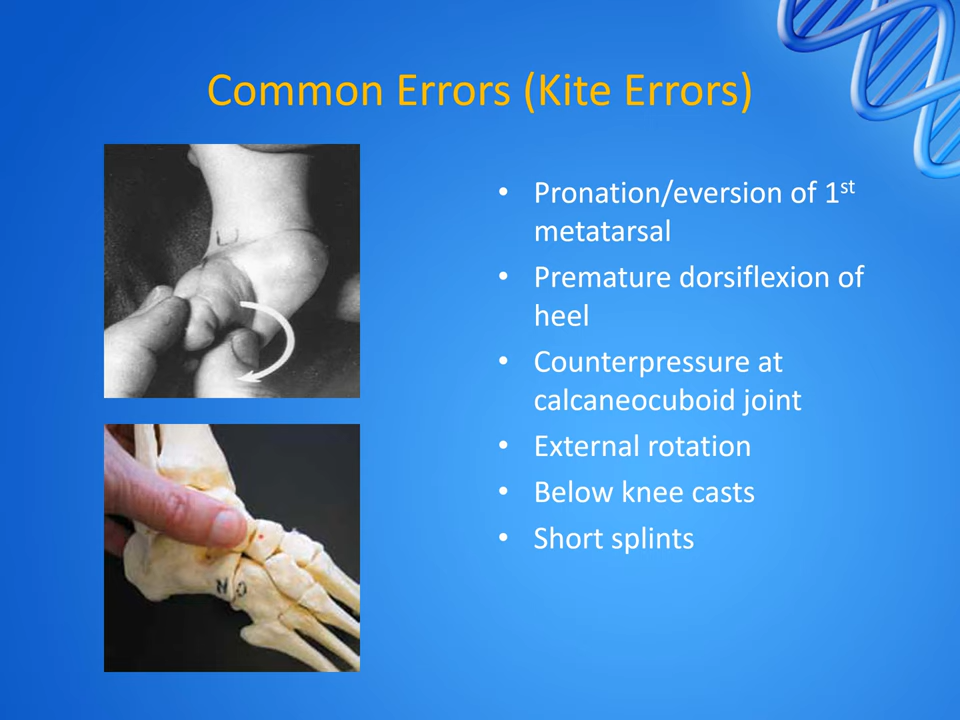 Common Errors (Kite Errors)
• Pronation/eversion of 1st
metatarsal
• Premature dorsiflexion of
heel
• Counterpressure at
calcaneocuboid joint
• External rotation
• Below knee casts
• Short splints